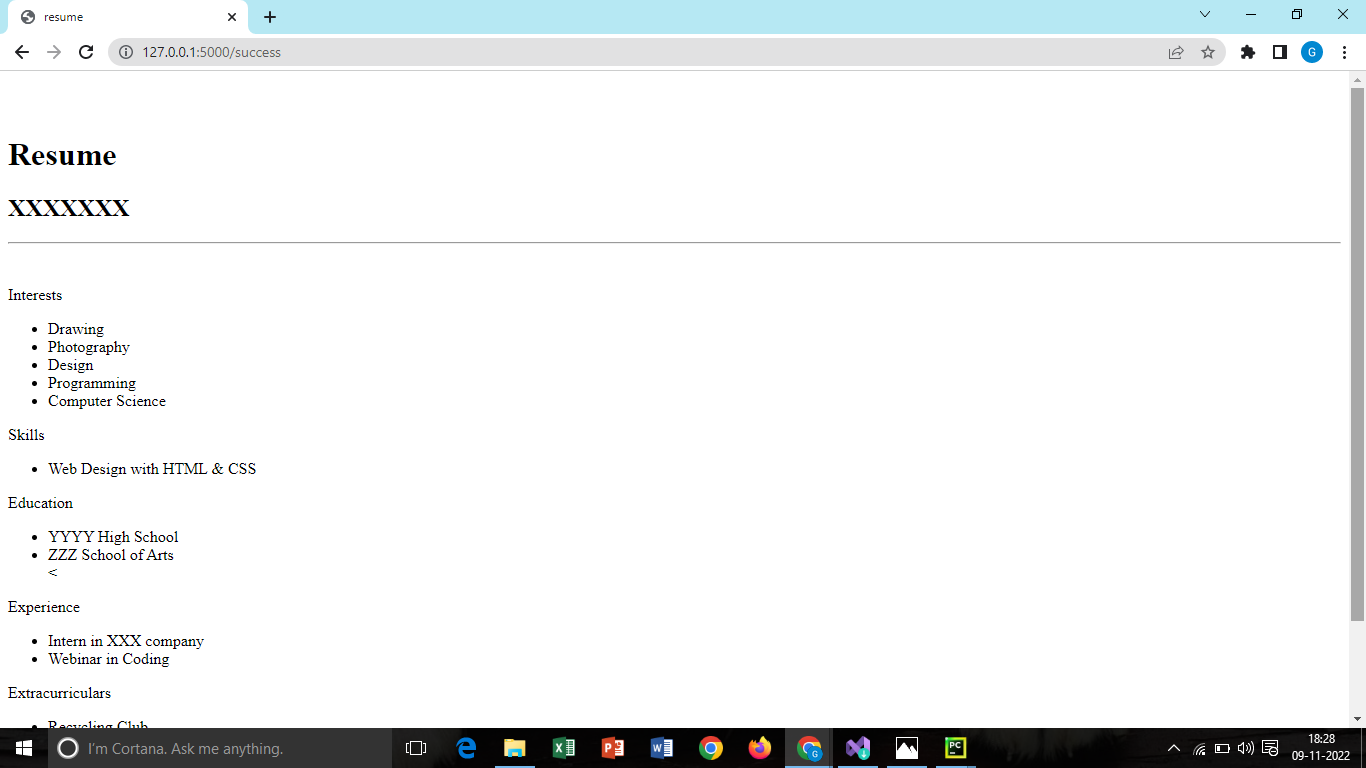 resume
127.0.0.1:5000/success
G
Resume
XXXXXXX
Interests
Drawing
Photography
Design
Programming
Computer Science
Skills
Web Design with HTML & CSS
Education
YYYY High School
ZZZ School of Arts
<
Experience
Intern in XXX company
Webinar in Coding
Extracurriculars
Recycling Club
I'm Cortana. Ask me anything.
18:28
09-11-2022